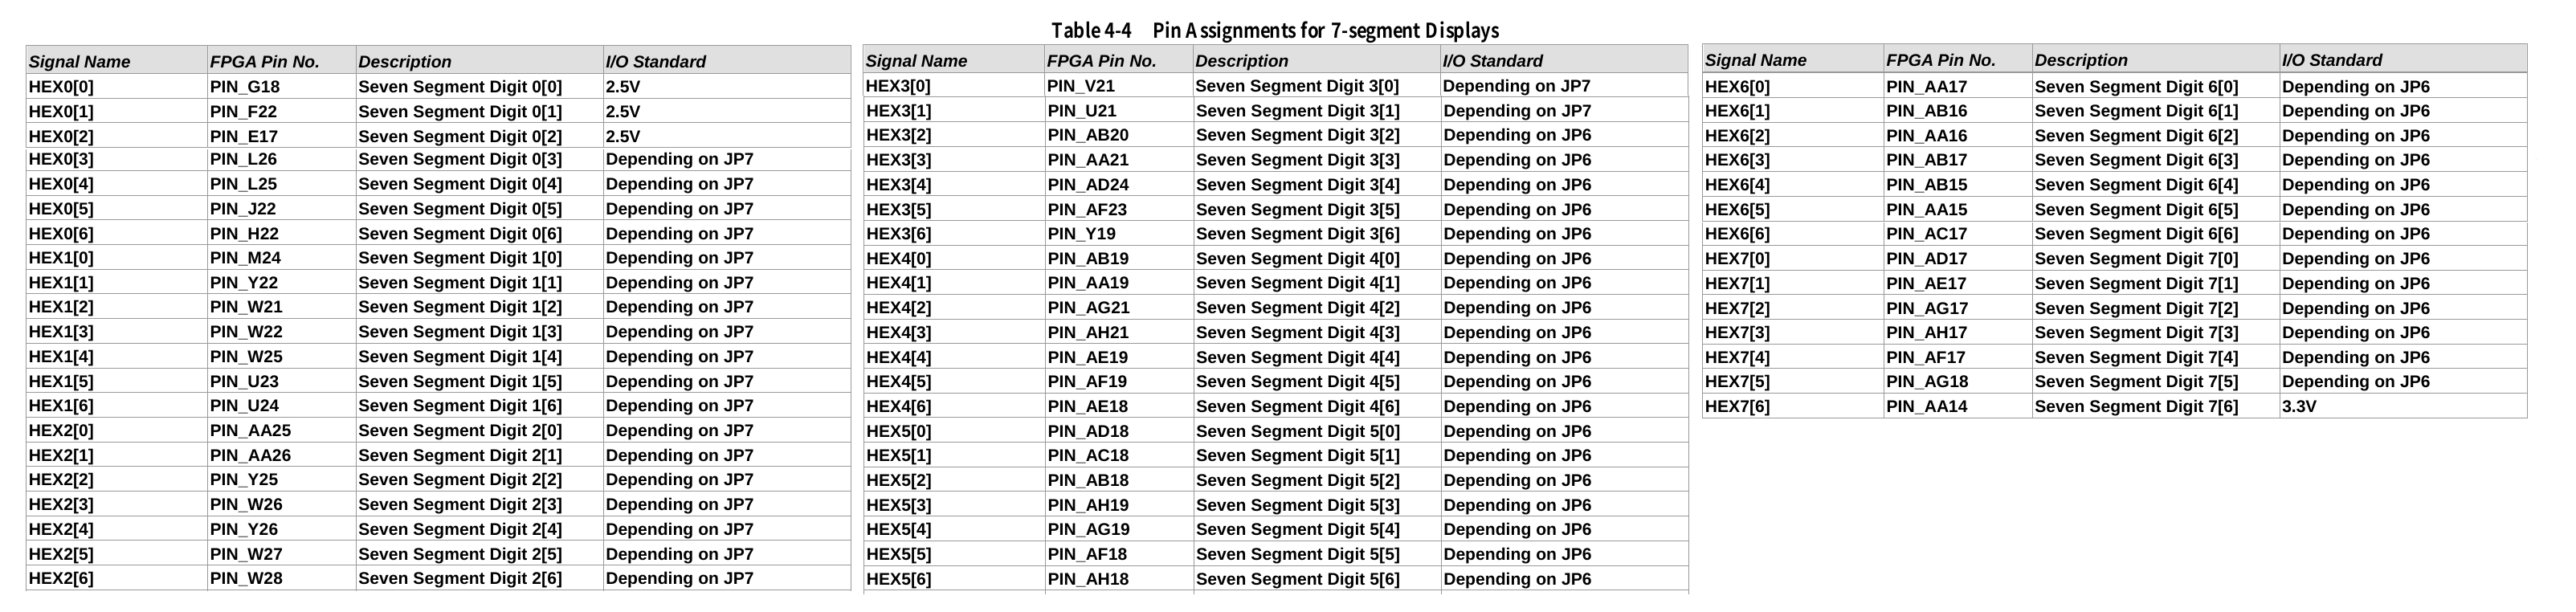 Table 4-4 Pin Assignments for 7-segment Displays
Signal Name FPGA Pin No. Description I/O Standard
HEX0[0] PIN_G18 Seven Segment Digit 0[0] 2.5V
HEX0[1] PIN_F22 Seven Segment Digit 0[1] 2.5V
HEX0[2] PIN_E17 Seven Segment Digit 0[2] 2.5V
HEX0[3] PIN_L26 Seven Segment Digit 0[3] Depending on JP7
HEX0[4] PIN_L25 Seven Segment Digit 0[4] Depending on JP7
HEX0[5] PIN_J22 Seven Segment Digit 0[5] Depending on JP7
HEX0[6] PIN_H22 Seven Segment Digit 0[6] Depending on JP7
HEX1[0] PIN_M24 Seven Segment Digit 1[0] Depending on JP7
HEX1[1] PIN_Y22 Seven Segment Digit 1[1] Depending on JP7
HEX1[2] PIN_W21 Seven Segment Digit 1[2] Depending on JP7
HEX1[3] PIN_W22 Seven Segment Digit 1[3] Depending on JP7
HEX1[4] PIN_W25 Seven Segment Digit 1[4] Depending on JP7
HEX1[5] PIN_U23 Seven Segment Digit 1[5] Depending on JP7
HEX1[6] PIN_U24 Seven Segment Digit 1[6] Depending on JP7
HEX2[0] PIN_AA25 Seven Segment Digit 2[0] Depending on JP7
HEX2[1] PIN_AA26 Seven Segment Digit 2[1] Depending on JP7
HEX2[2] PIN_Y25 Seven Segment Digit 2[2] Depending on JP7
HEX2[3] PIN_W26 Seven Segment Digit 2[3] Depending on JP7
HEX2[4] PIN_Y26 Seven Segment Digit 2[4] Depending on JP7
HEX2[5] PIN_W27 Seven Segment Digit 2[5] Depending on JP7
HEX2[6] PIN_W28 Seven Segment Digit 2[6] Depending on JP7
Signal Name FPGA Pin No. Description I/O Standard
HEX3[0] PIN_V21 Seven Segment Digit 3[0] Depending on JP7
HEX3[1] PIN_U21 Seven Segment Digit 3[1] Depending on JP7
HEX3[2] PIN_AB20 Seven Segment Digit 3[2] Depending on JP6
HEX3[3] PIN_AA21 Seven Segment Digit 3[3] Depending on JP6
HEX3[4] PIN_AD24 Seven Segment Digit 3[4] Depending on JP6
HEX3[5] PIN_AF23 Seven Segment Digit 3[5] Depending on JP6
HEX3[6] PIN_Y19 Seven Segment Digit 3[6] Depending on JP6
HEX4[0] PIN_AB19 Seven Segment Digit 4[0] Depending on JP6
HEX4[1] PIN_AA19 Seven Segment Digit 4[1] Depending on JP6
HEX4[2] PIN_AG21 Seven Segment Digit 4[2] Depending on JP6
HEX4[3] PIN_AH21 Seven Segment Digit 4[3] Depending on JP6
HEX4[4] PIN_AE19 Seven Segment Digit 4[4] Depending on JP6
HEX4[5] PIN_AF19 Seven Segment Digit 4[5] Depending on JP6
HEX4[6] PIN_AE18 Seven Segment Digit 4[6] Depending on JP6
HEX5[0] PIN_AD18 Seven Segment Digit 5[0] Depending on JP6
HEX5[1] PIN_AC18 Seven Segment Digit 5[1] Depending on JP6
HEX5[2] PIN_AB18 Seven Segment Digit 5[2] Depending on JP6
HEX5[3] PIN_AH19 Seven Segment Digit 5[3] Depending on JP6
HEX5[4] PIN_AG19 Seven Segment Digit 5[4] Depending on JP6
HEX5[5] PIN_AF18 Seven Segment Digit 5[5] Depending on JP6
HEX5[6] PIN_AH18 Seven Segment Digit 5[6] Depending on JP6
Signal Name FPGA Pin No. Description I/O Standard
HEX6[0] PIN_AA17 Seven Segment Digit 6[0] Depending on JP6
HEX6[1] PIN_AB16 Seven Segment Digit 6[1] Depending on JP6
HEX6[2] PIN_AA16 Seven Segment Digit 6[2] Depending on JP6
HEX6[3] PIN_AB17 Seven Segment Digit 6[3] Depending on JP6
HEX6[4] PIN_AB15 Seven Segment Digit 6[4] Depending on JP6
HEX6[5] PIN_AA15 Seven Segment Digit 6[5] Depending on JP6
HEX6[6] PIN_AC17 Seven Segment Digit 6[6] Depending on JP6
HEX7[0] PIN_AD17 Seven Segment Digit 7[0] Depending on JP6
HEX7[1] PIN_AE17 Seven Segment Digit 7[1] Depending on JP6
HEX7[2] PIN_AG17 Seven Segment Digit 7[2] Depending on JP6
HEX7[3] PIN_AH17 Seven Segment Digit 7[3] Depending on JP6
HEX7[4] PIN_AF17 Seven Segment Digit 7[4] Depending on JP6
HEX7[5] PIN_AG18 Seven Segment Digit 7[5] Depending on JP6
HEX7[6] PIN_AA14 Seven Segment Digit 7[6] 3.3V